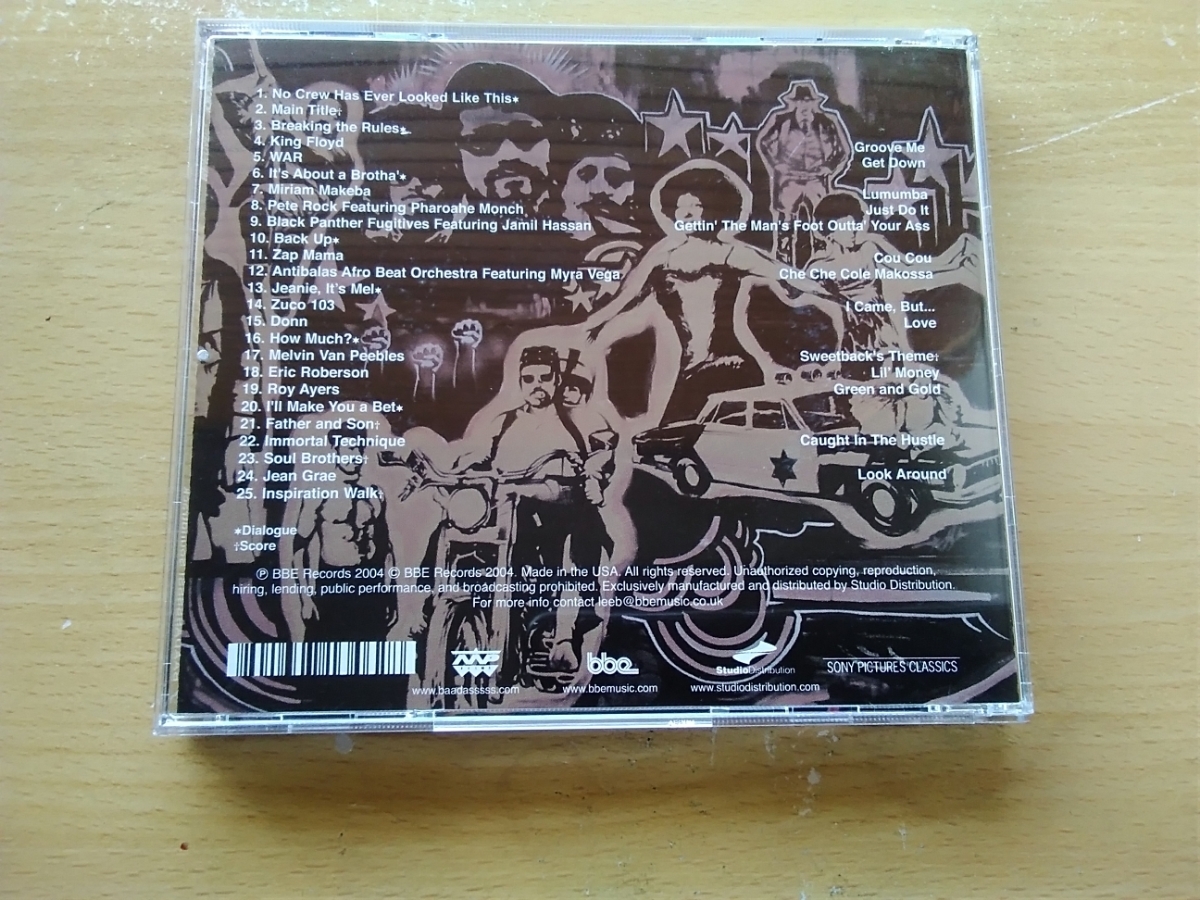 1. No Crew Has Ever Looked Like This*
2. Main Title†
3. Breaking the Rules*
4. King Floyd Groove Me
5. WAR Get Down
6. It's About a Brotha'*
7. Miriam Makeba Lumumba
8. Pete Rock Featuring Pharoahe Monch Just Do It
9. Black Panther Fugitives Featuring Jamil Hassan Gettin' The Man's Foot Outta' Your Ass
10. Back Up*
11. Zap Mama Cou Cou
12. Antibalas Afro Beat Orchestra Featuring Myra Vega Che Che Cole Makossa
13. Jeanie, It's Mel*
14. Zuco 103 I Came, But...
15. Donn Love
16. How Much?*
17. Melvin Van Peebles Sweetback's Theme†
18. Eric Roberson Lil' Money
19. Roy Ayers Green and Gold
20. I'll Make You a Bet*
21. Father and Son†
22. Immortal Technique Caught In The Hustle
23. Soul Brothers†
24. Jean Grae Look Around
25. Inspiration Walk†
*Dialogue
†Score
℗ BBE Records 2004 © BBE Records 2004. Made in the USA. All rights reserved. Unauthorized copying, reproduction,
hiring, lending, public performance, and broadcasting prohibited. Exclusively manufactured and distributed by Studio Distribution.
For more info contact leeb@bbemusic.co.uk
bbe StudioDistribution SONY PICTURES CLASSICS
www.baadasssss.com www.bbemusic.com www.studiodistribution.com